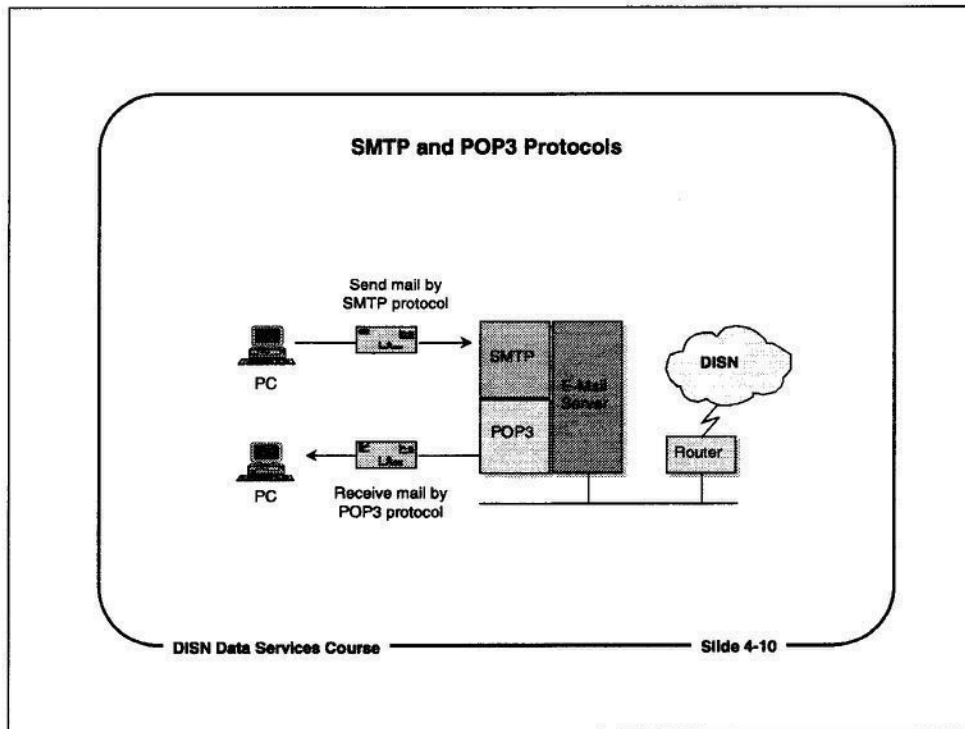 SMTP and POP3 Protocols
Send mail by
SMTP protocol
PC
SMTP
E-Mail
Server
DISN
POP3
Router
PC
Receive mail by
POP3 protocol
DISN Data Services Course
Slide 4-10